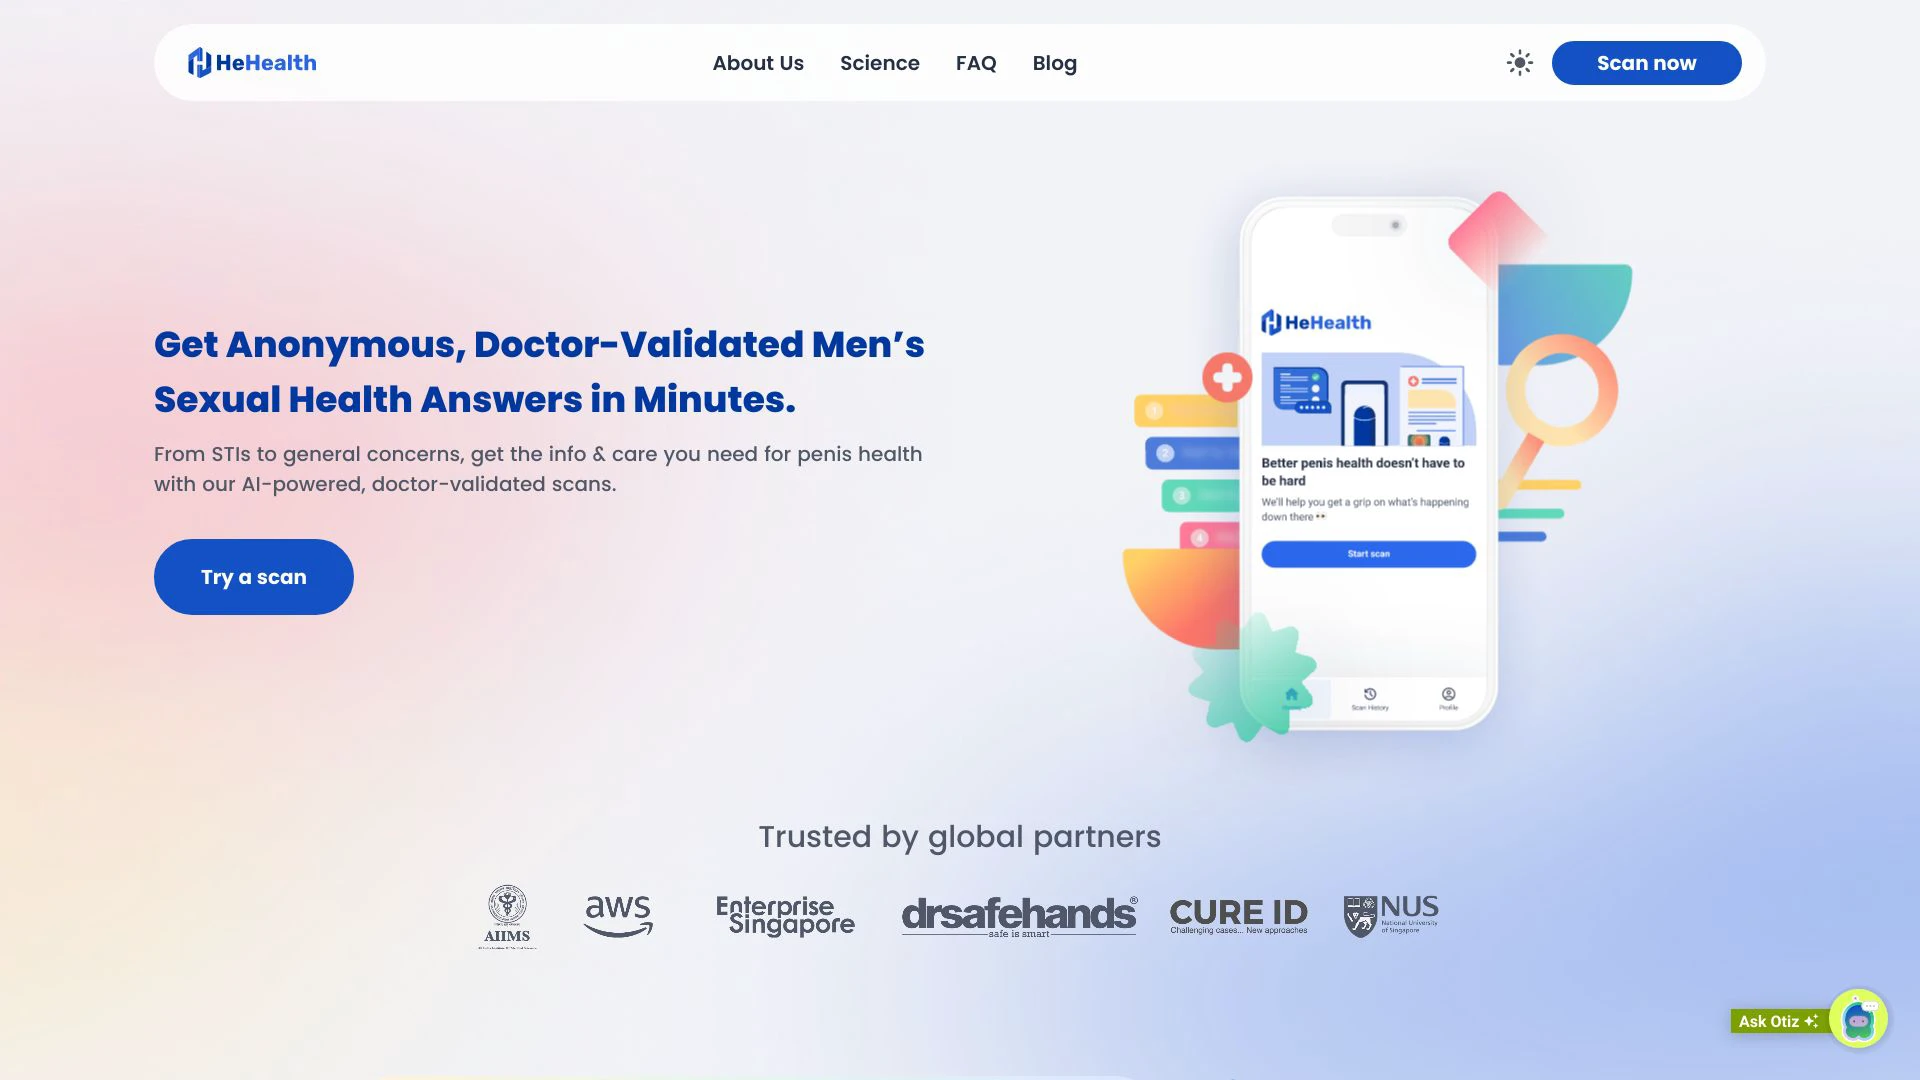 HeHealth
About Us
Science
FAQ
Blog
Scan now
Get Anonymous, Doctor-Validated Men’s
Sexual Health Answers in Minutes.
From STIs to general concerns, get the info & care you need for penis health
with our AI-powered, doctor-validated scans.
Try a scan
1
2
3
4
HeHealth
Better penis health doesn't have to
be hard
We'll help you get a grip on what's happening
down there 👀
Start scan
Scan History
Profile
Trusted by global partners
AIIMS
aws
Enterprise
Singapore
drsafehands®
safe is smart
CURE ID
Challenging cases... New approaches
NUS
National University
of Singapore
Ask Otiz